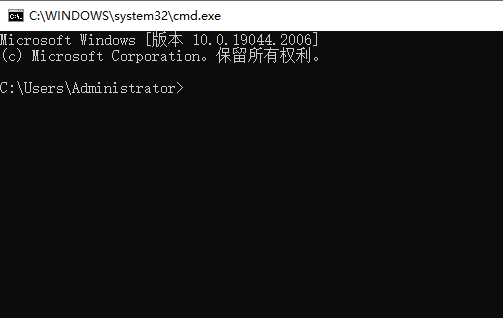 C:\WINDOWS\system32\cmd.exe
Microsoft Windows [版本 10.0.19044.2006]
(c) Microsoft Corporation。保留所有权利。
C:\Users\Administrator>